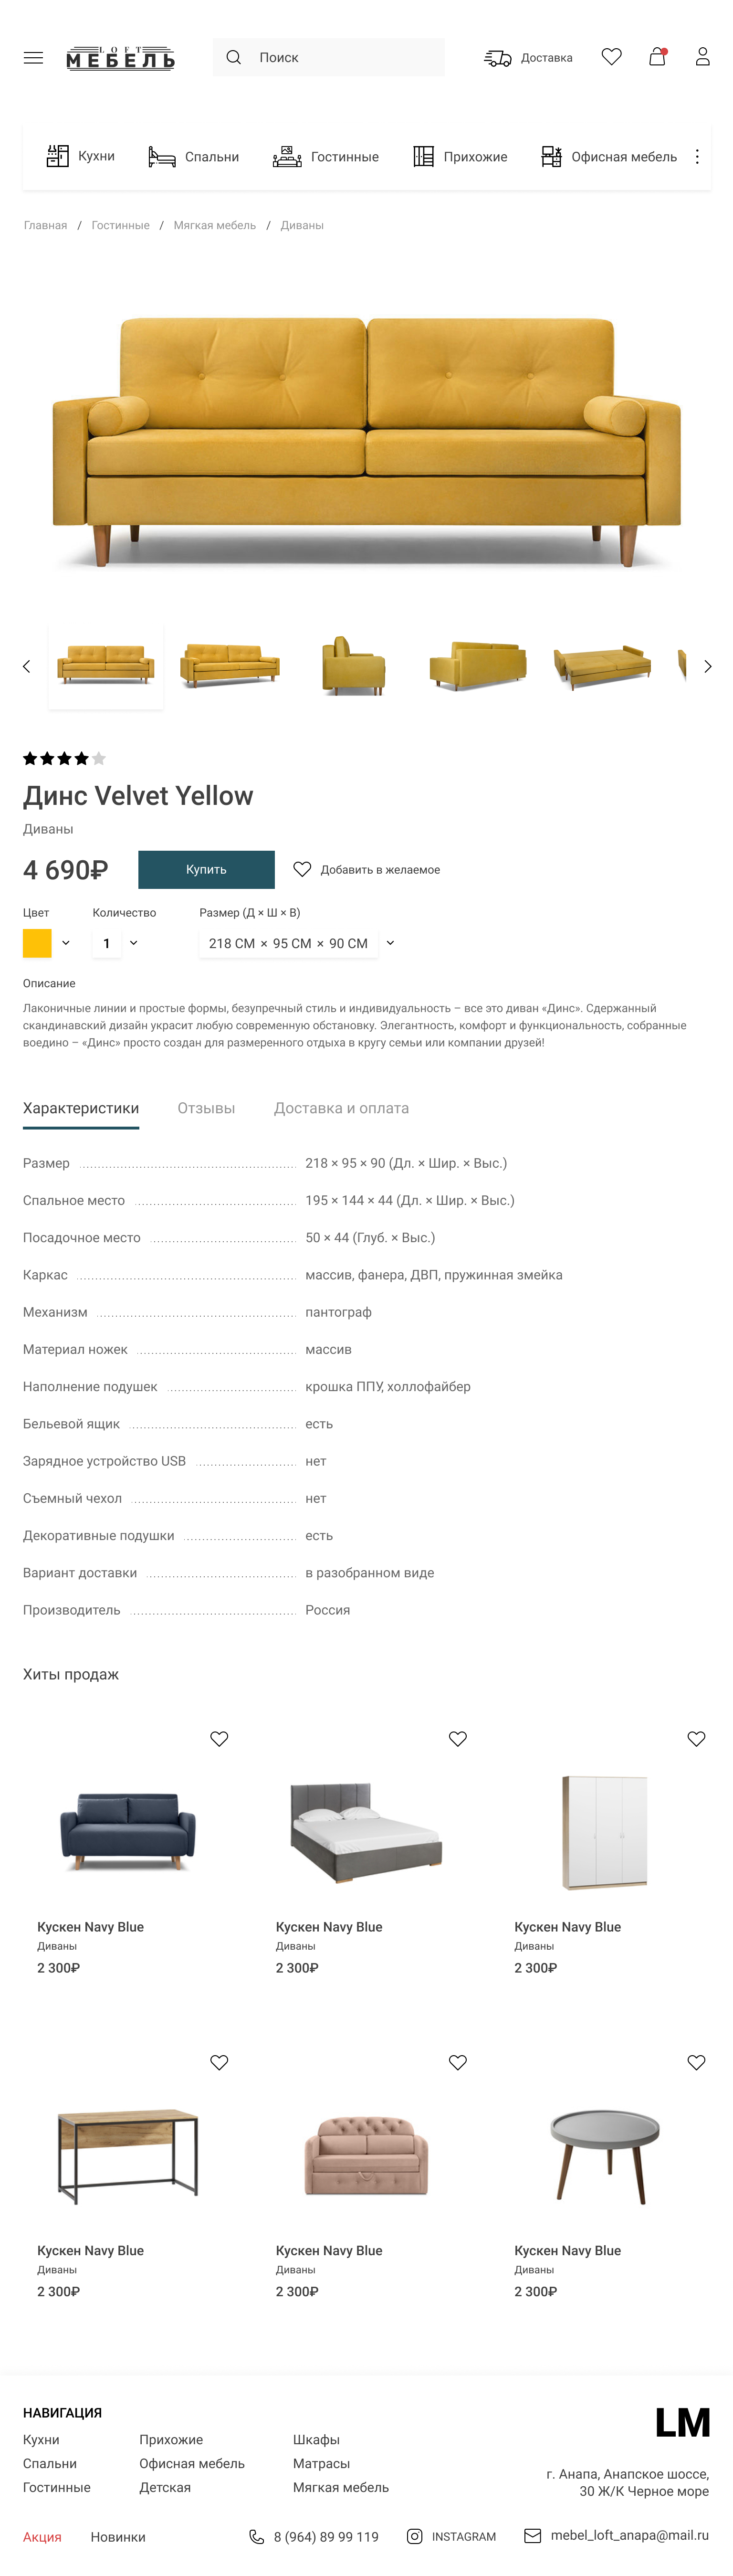 LOFT
МЕБЕЛЬ
Поиск
Доставка
Кухни
Спальни
Гостинные
Прихожие
Офисная мебель
Главная / Гостинные / Мягкая мебель / Диваны
Динс Velvet Yellow
Диваны
4 690₽
Купить
Добавить в желаемое
Цвет
Количество
Размер (Д × Ш × В)
1
218 СМ × 95 СМ × 90 СМ
Описание
Лаконичные линии и простые формы, безупречный стиль и индивидуальность – все это диван «Динс». Сдержанный
скандинавский дизайн украсит любую современную обстановку. Элегантность, комфорт и функциональность, собранные
воедино – «Динс» просто создан для размеренного отдыха в кругу семьи или компании друзей!
Характеристики
Отзывы
Доставка и оплата
Размер 218 × 95 × 90 (Дл. × Шир. × Выс.)
Спальное место 195 × 144 × 44 (Дл. × Шир. × Выс.)
Посадочное место 50 × 44 (Глуб. × Выс.)
Каркас массив, фанера, ДВП, пружинная змейка
Механизм пантограф
Материал ножек массив
Наполнение подушек крошка ППУ, холлофайбер
Бельевой ящик есть
Зарядное устройство USB нет
Съемный чехол нет
Декоративные подушки есть
Вариант доставки в разобранном виде
Производитель Россия
Хиты продаж
Кускен Navy Blue
Диваны
2 300₽
Кускен Navy Blue
Диваны
2 300₽
Кускен Navy Blue
Диваны
2 300₽
Кускен Navy Blue
Диваны
2 300₽
Кускен Navy Blue
Диваны
2 300₽
Кускен Navy Blue
Диваны
2 300₽
НАВИГАЦИЯ
Кухни
Спальни
Гостинные
Прихожие
Офисная мебель
Детская
Шкафы
Матрасы
Мягкая мебель
LM
г. Анапа, Анапское шоссе,
30 Ж/К Черное море
Акция
Новинки
8 (964) 89 99 119
INSTAGRAM
mebel_loft_anapa@mail.ru